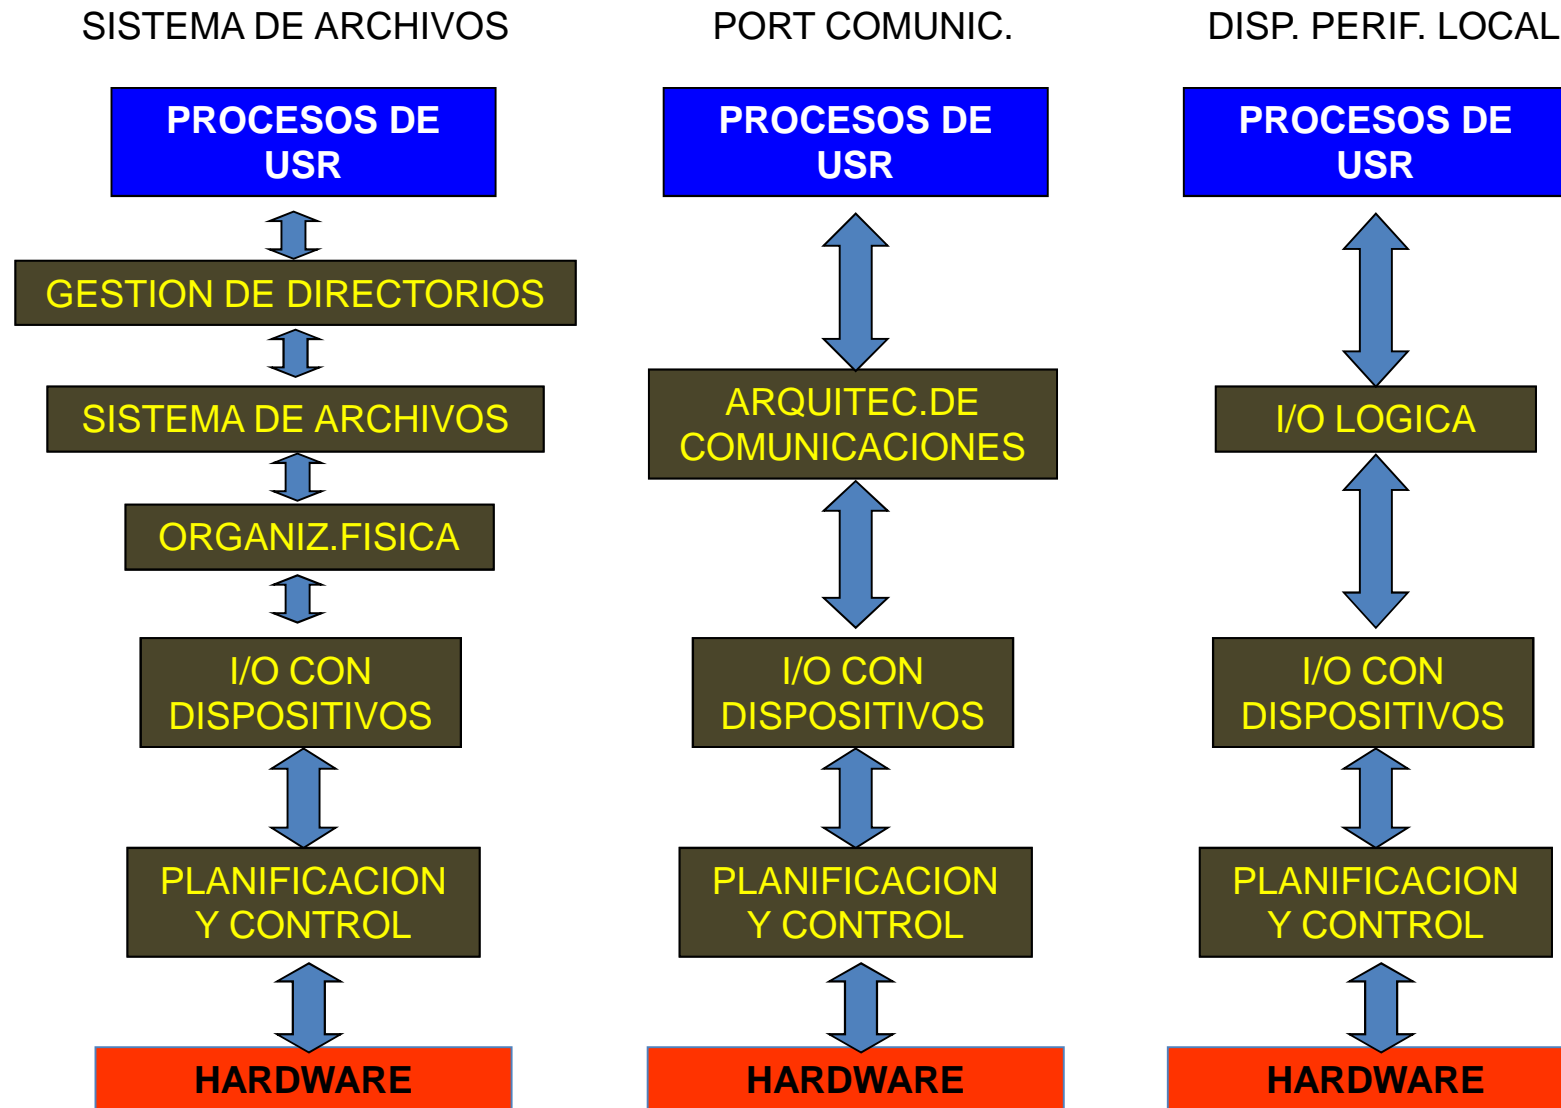 SISTEMA DE ARCHIVOS
PROCESOS DE
USR
GESTION DE DIRECTORIOS
SISTEMA DE ARCHIVOS
ORGANIZ.FISICA
I/O CON
DISPOSITIVOS
PLANIFICACION
Y CONTROL
HARDWARE
PORT COMUNIC.
PROCESOS DE
USR
ARQUITEC.DE
COMUNICACIONES
I/O CON
DISPOSITIVOS
PLANIFICACION
Y CONTROL
HARDWARE
DISP. PERIF. LOCAL
PROCESOS DE
USR
I/O LOGICA
I/O CON
DISPOSITIVOS
PLANIFICACION
Y CONTROL
HARDWARE